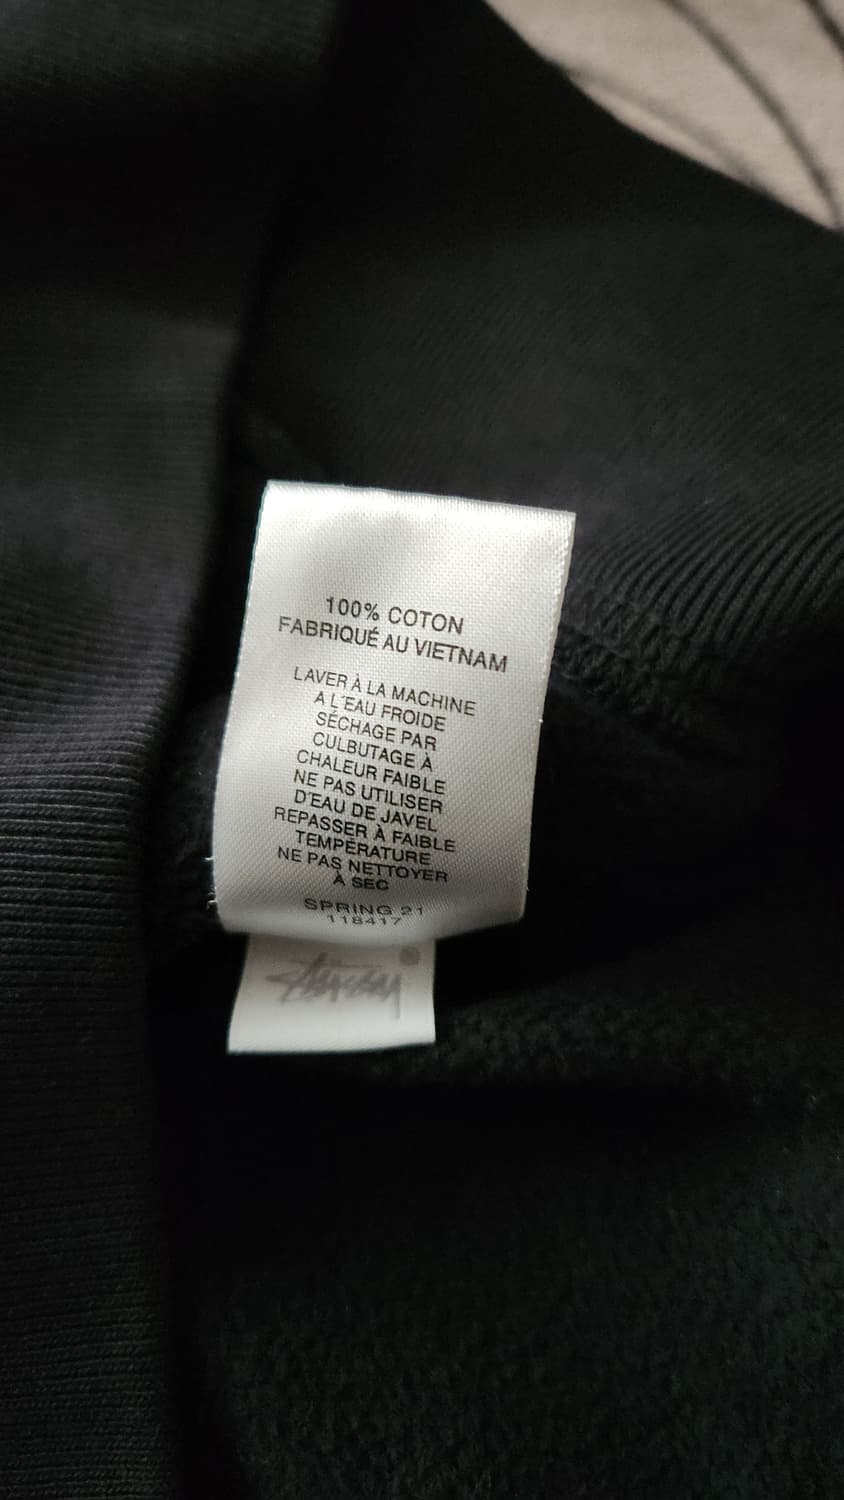 100% COTON
FABRIQUÉ AU VIETNAM
LAVER À LA MACHINE
A L'EAU FROIDE
SÉCHAGE PAR
CULBUTAGE À
CHALEUR FAIBLE
NE PAS UTILISER
D'EAU DE JAVEL
REPASSER À FAIBLE
TEMPÉRATURE
NE PAS NETTOYER
À SEC
SPRING 21
118417
Stüssy